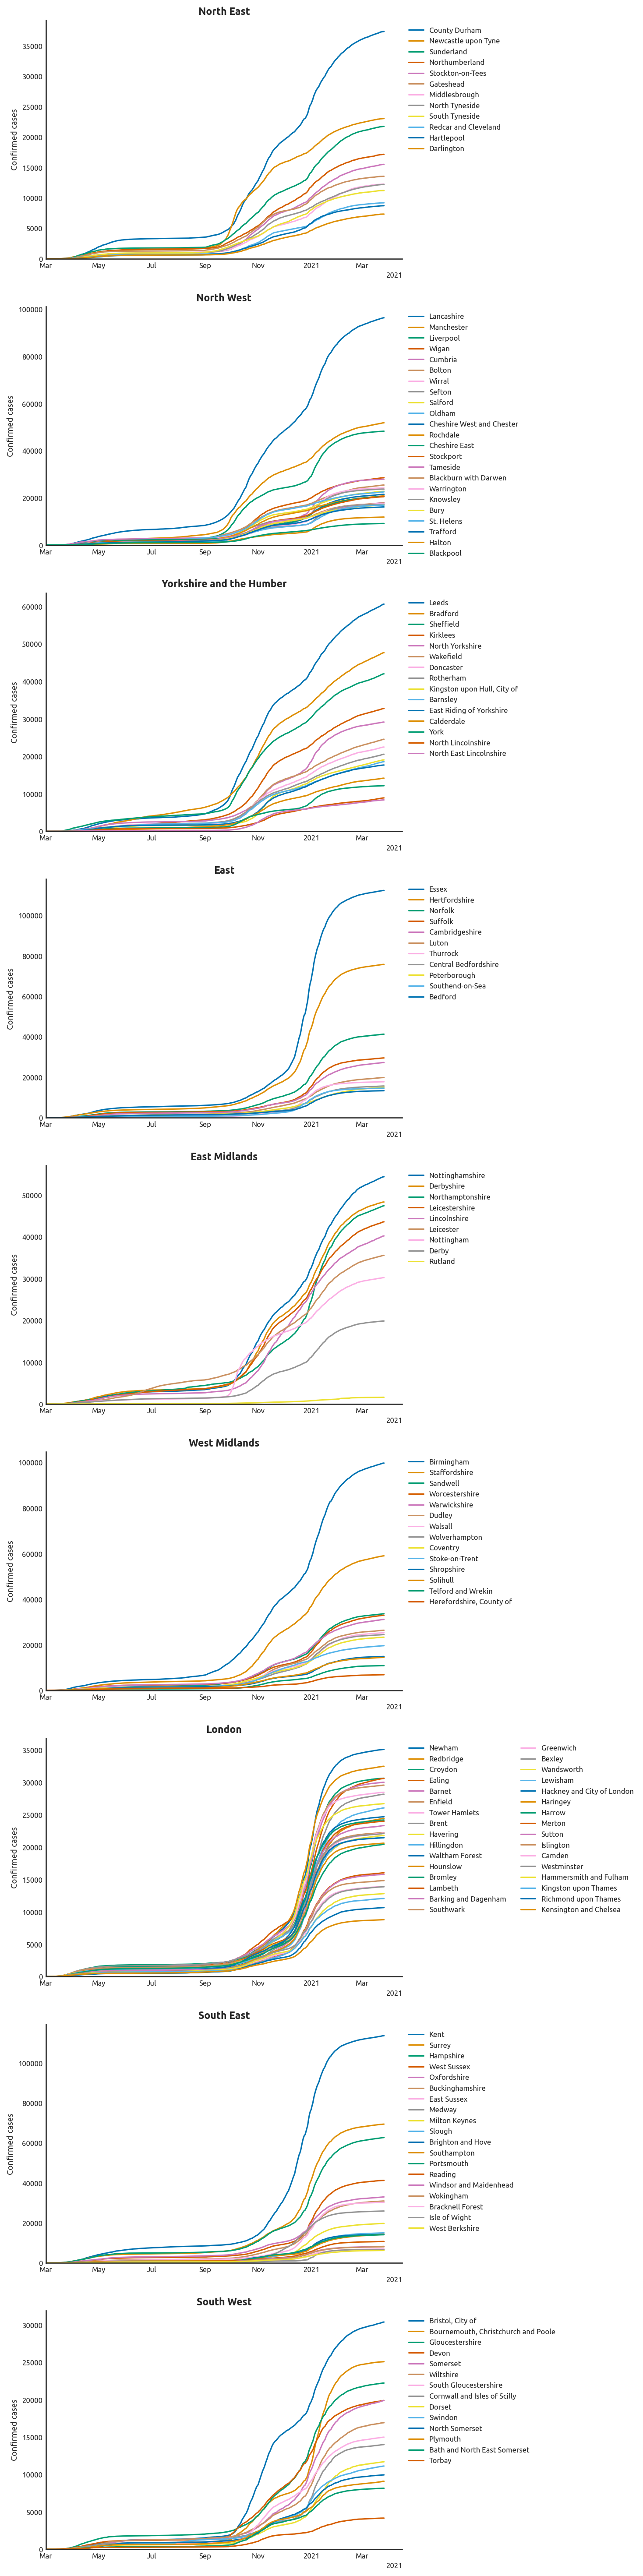 North East
Confirmed cases
35000
30000
25000
20000
15000
10000
5000
0
Mar May Jul Sep Nov 2021 Mar
2021
County Durham
Newcastle upon Tyne
Sunderland
Northumberland
Stockton-on-Tees
Gateshead
Middlesbrough
North Tyneside
South Tyneside
Redcar and Cleveland
Hartlepool
Darlington
North West
Confirmed cases
100000
80000
60000
40000
20000
0
Mar May Jul Sep Nov 2021 Mar
2021
Lancashire
Manchester
Liverpool
Wigan
Cumbria
Bolton
Wirral
Sefton
Salford
Oldham
Cheshire West and Chester
Rochdale
Cheshire East
Stockport
Tameside
Blackburn with Darwen
Warrington
Knowsley
Bury
St. Helens
Trafford
Halton
Blackpool
Yorkshire and the Humber
Confirmed cases
60000
50000
40000
30000
20000
10000
0
Mar May Jul Sep Nov 2021 Mar
2021
Leeds
Bradford
Sheffield
Kirklees
North Yorkshire
Wakefield
Doncaster
Rotherham
Kingston upon Hull, City of
Barnsley
East Riding of Yorkshire
Calderdale
York
North Lincolnshire
North East Lincolnshire
East
Confirmed cases
100000
80000
60000
40000
20000
0
Mar May Jul Sep Nov 2021 Mar
2021
Essex
Hertfordshire
Norfolk
Suffolk
Cambridgeshire
Luton
Thurrock
Central Bedfordshire
Peterborough
Southend-on-Sea
Bedford
East Midlands
Confirmed cases
50000
40000
30000
20000
10000
0
Mar May Jul Sep Nov 2021 Mar
2021
Nottinghamshire
Derbyshire
Northamptonshire
Leicestershire
Lincolnshire
Leicester
Nottingham
Derby
Rutland
West Midlands
Confirmed cases
100000
80000
60000
40000
20000
0
Mar May Jul Sep Nov 2021 Mar
2021
Birmingham
Staffordshire
Sandwell
Worcestershire
Warwickshire
Dudley
Walsall
Wolverhampton
Coventry
Stoke-on-Trent
Shropshire
Solihull
Telford and Wrekin
Herefordshire, County of
London
Confirmed cases
35000
30000
25000
20000
15000
10000
5000
0
Mar May Jul Sep Nov 2021 Mar
2021
Newham
Redbridge
Croydon
Ealing
Barnet
Enfield
Tower Hamlets
Brent
Havering
Hillingdon
Waltham Forest
Hounslow
Bromley
Lambeth
Barking and Dagenham
Southwark
Greenwich
Bexley
Wandsworth
Lewisham
Hackney and City of London
Haringey
Harrow
Merton
Sutton
Islington
Camden
Westminster
Hammersmith and Fulham
Kingston upon Thames
Richmond upon Thames
Kensington and Chelsea
South East
Confirmed cases
100000
80000
60000
40000
20000
0
Mar May Jul Sep Nov 2021 Mar
2021
Kent
Surrey
Hampshire
West Sussex
Oxfordshire
Buckinghamshire
East Sussex
Medway
Milton Keynes
Slough
Brighton and Hove
Southampton
Portsmouth
Reading
Windsor and Maidenhead
Wokingham
Bracknell Forest
Isle of Wight
West Berkshire
South West
Confirmed cases
30000
25000
20000
15000
10000
5000
0
Mar May Jul Sep Nov 2021 Mar
2021
Bristol, City of
Bournemouth, Christchurch and Poole
Gloucestershire
Devon
Somerset
Wiltshire
South Gloucestershire
Cornwall and Isles of Scilly
Dorset
Swindon
North Somerset
Plymouth
Bath and North East Somerset
Torbay